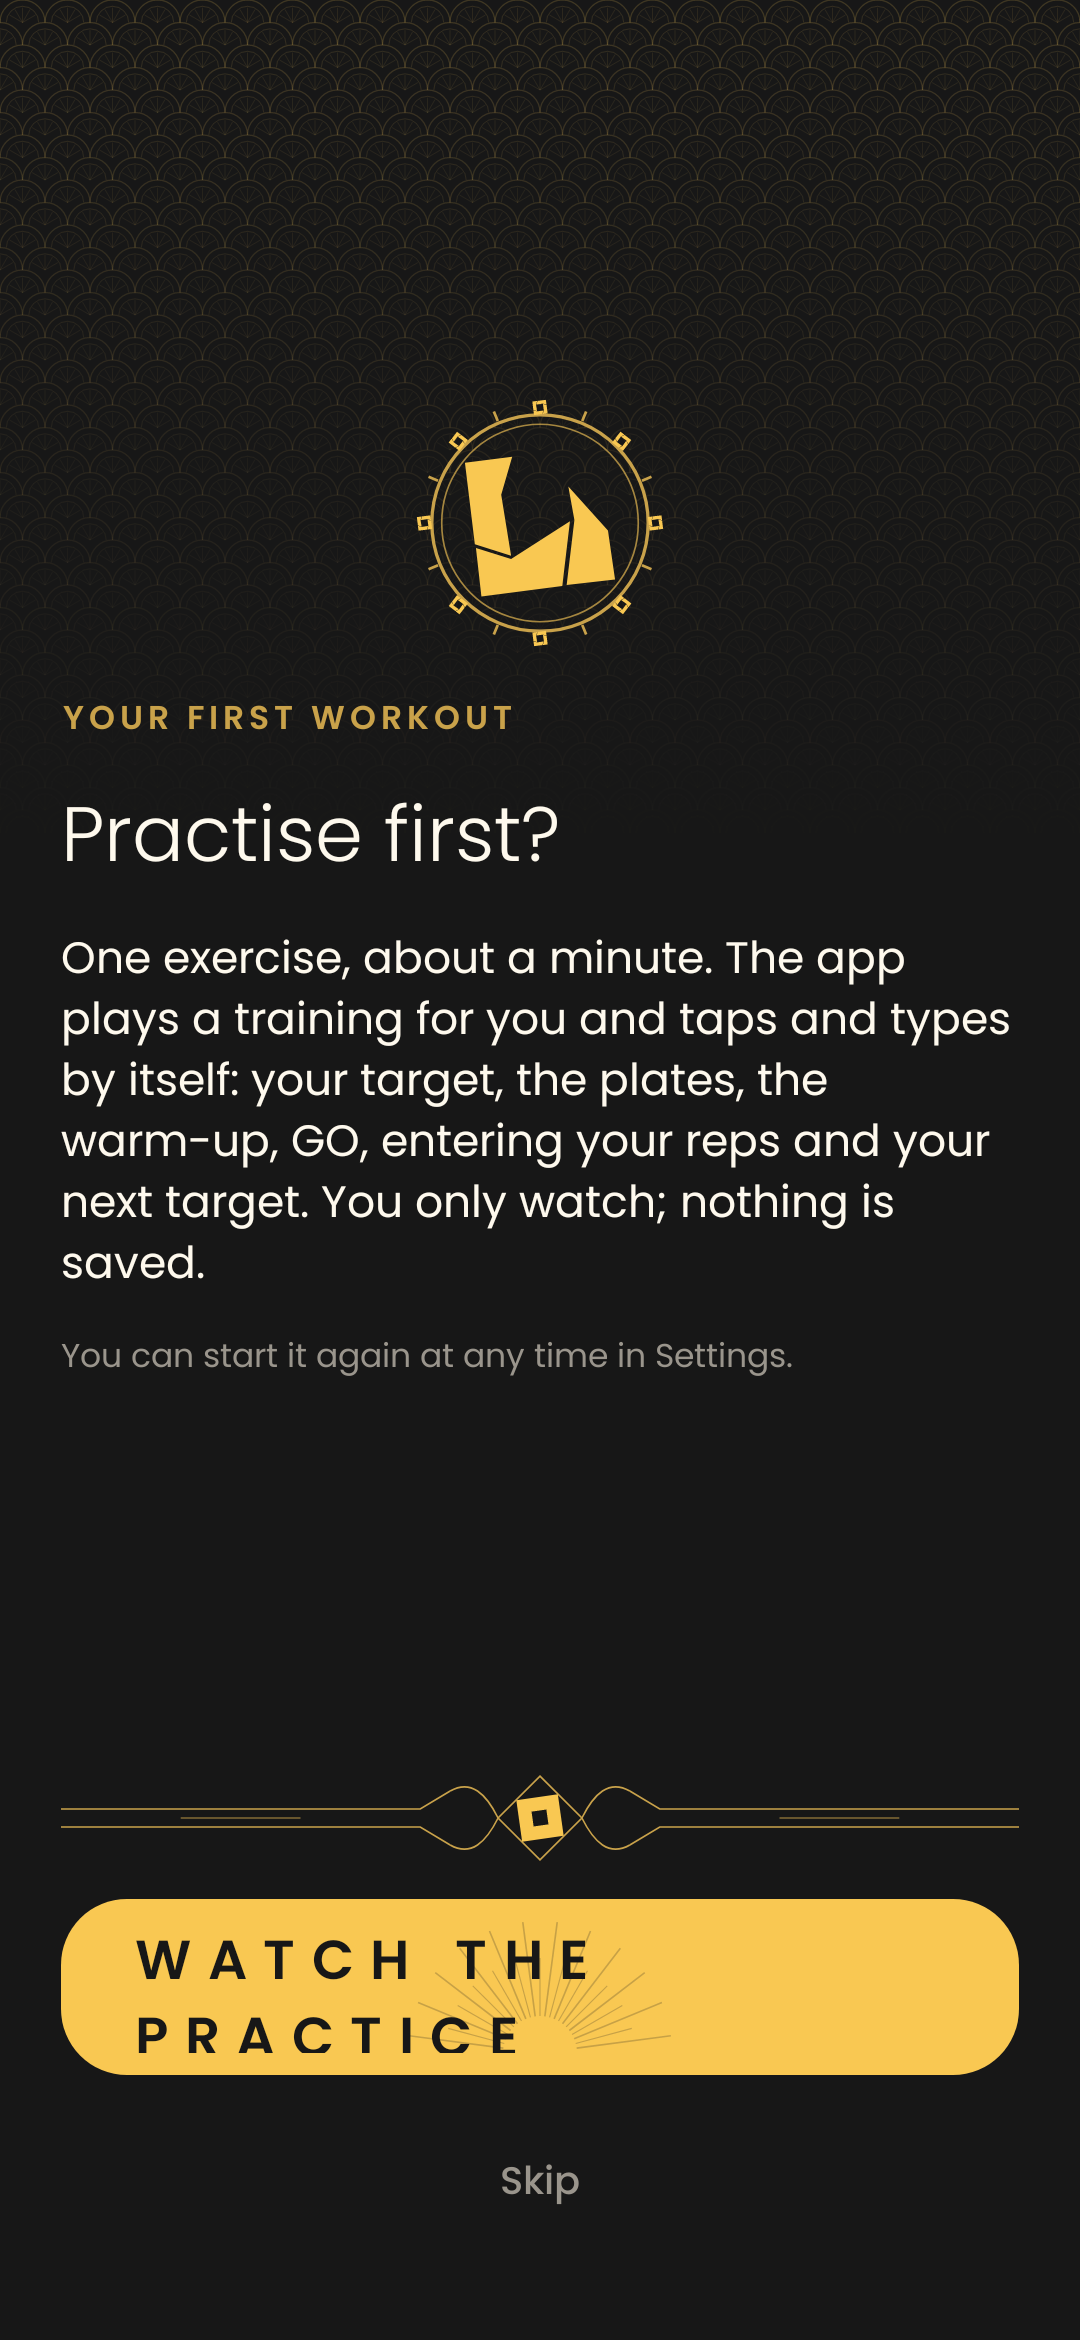 YOUR FIRST WORKOUT
Practise first?
One exercise, about a minute. The app
plays a training for you and taps and types
by itself: your target, the plates, the
warm-up, GO, entering your reps and your
next target. You only watch; nothing is
saved.
You can start it again at any time in Settings.
WATCH THE
PRACTICE
Skip